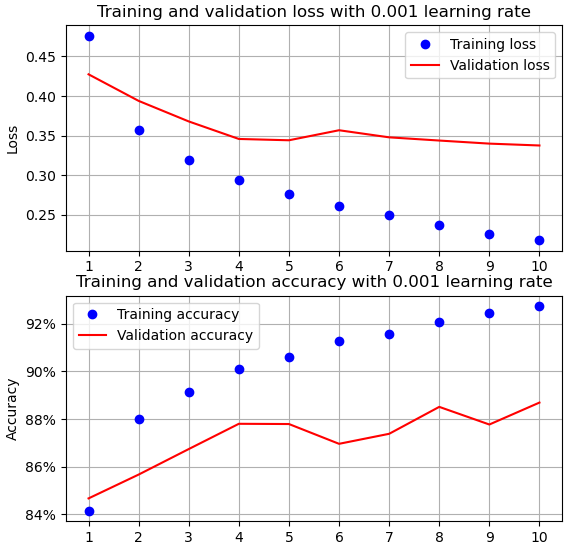 Training and validation loss with 0.001 learning rate
Training loss
Validation loss
0.45
0.40
0.35
0.30
0.25
Loss
1 2 3 4 5 6 7 8 9 10
Training and validation accuracy with 0.001 learning rate
Training accuracy
Validation accuracy
92%
90%
88%
86%
84%
Accuracy
1 2 3 4 5 6 7 8 9 10